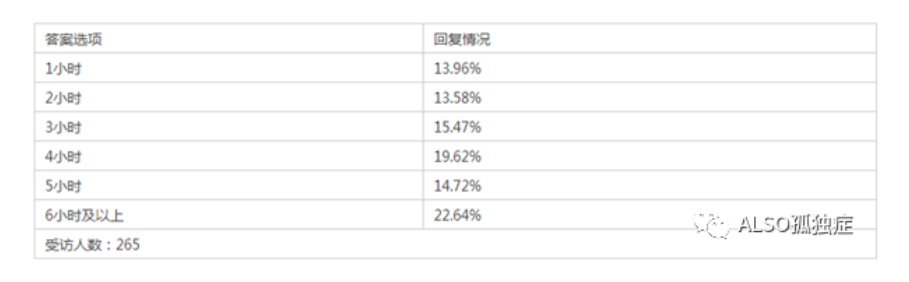 答案选项 回复情况
1小时 13.96%
2小时 13.58%
3小时 15.47%
4小时 19.62%
5小时 14.72%
6小时及以上 22.64%
受访人数：265
ALSO孤独症